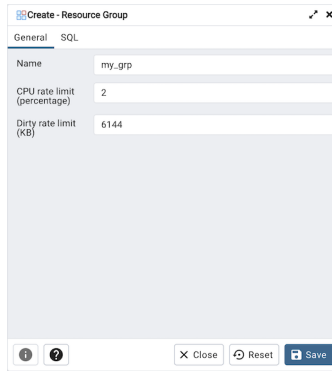 Create - Resource Group
General SQL
Name my_grp
CPU rate limit
(percentage) 2
Dirty rate limit
(KB) 6144
Close Reset Save